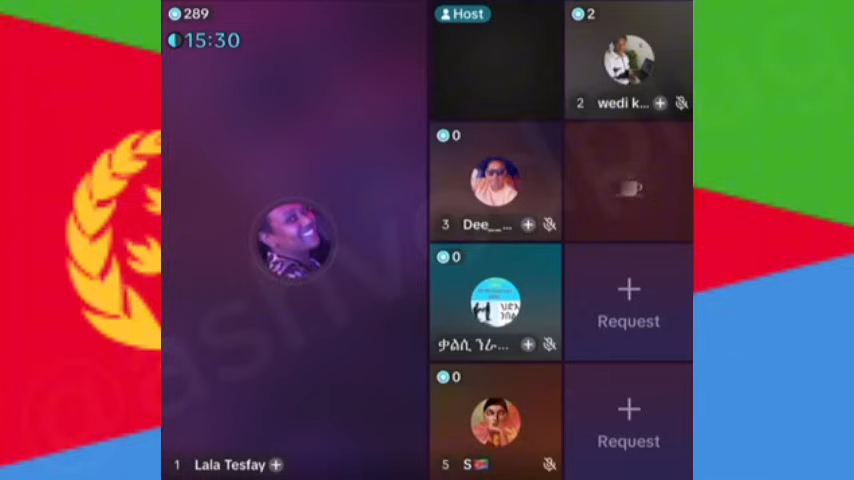 289
15:30
1 Lala Tesfay
Host
2
2 wedi k...
0
3 Dee__...
0
ቃልሲ ንራ...
0
5 S🇪🇷
Request
Request